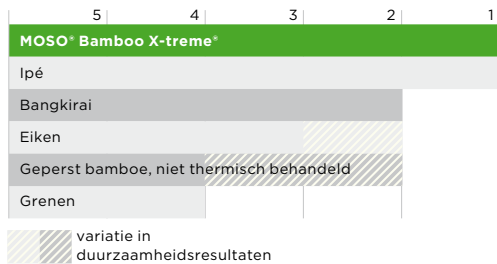 5 4 3 2 1
MOSO® Bamboo X-treme®
Ipé
Bangkirai
Eiken
Geperst bamboe, niet thermisch behandeld
Grenen
variatie in
duurzaamheidsresultaten